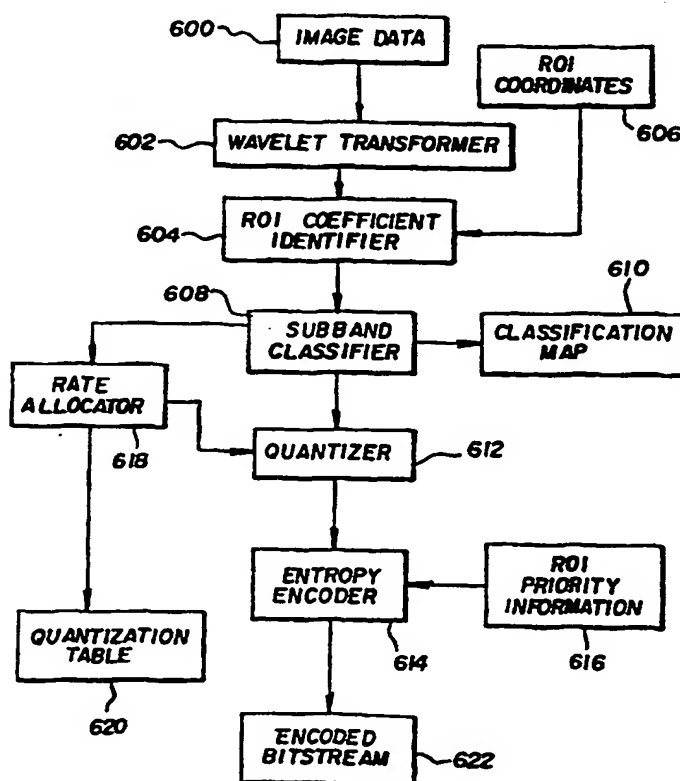 600
IMAGE DATA
ROI
COORDINATES
606
602
WAVELET TRANSFORMER
604
ROI COEFFICIENT
IDENTIFIER
608
SUBBAND
CLASSIFIER
610
CLASSIFICATION
MAP
RATE
ALLOCATOR
618
QUANTIZER
612
ENTROPY
ENCODER
614
ROI
PRIORITY
INFORMATION
616
QUANTIZATION
TABLE
620
ENCODED
BITSTREAM
622